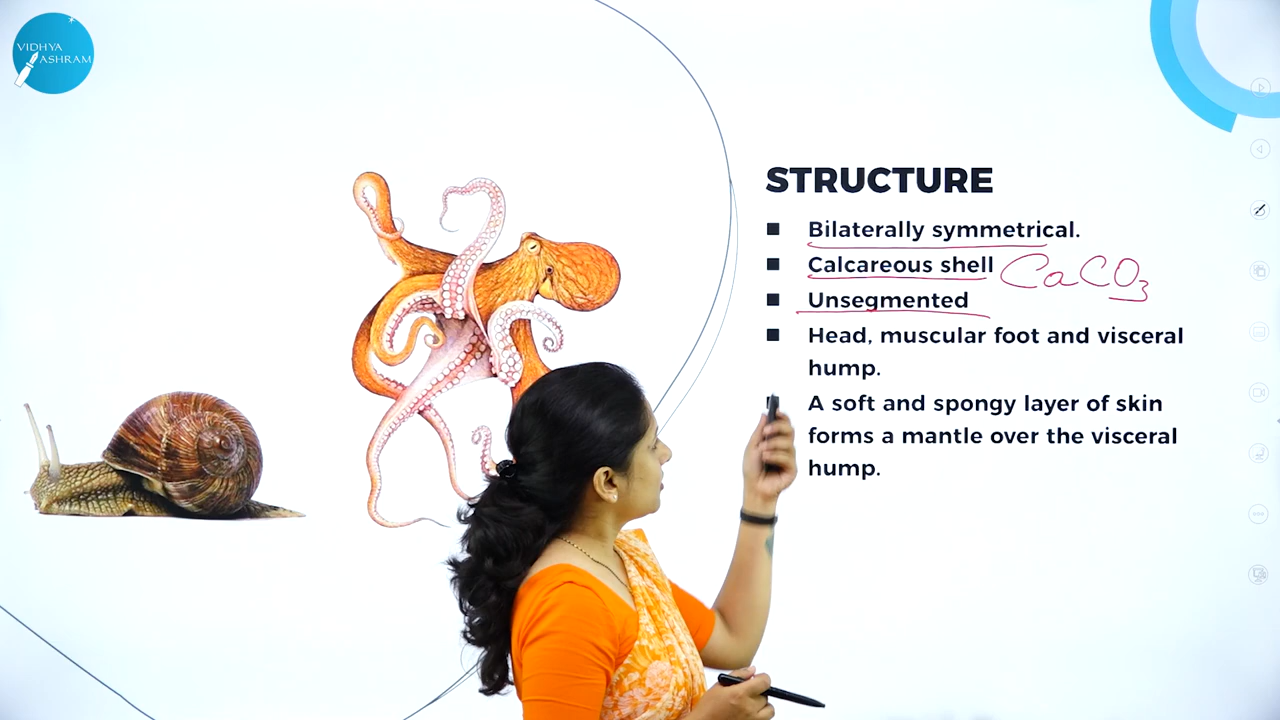 VIDHYA
ASHRAM
STRUCTURE
■ Bilaterally symmetrical.
■ Calcareous shell CaCO₃
■ Unsegmented
■ Head, muscular foot and visceral
hump.
■ A soft and spongy layer of skin
forms a mantle over the visceral
hump.